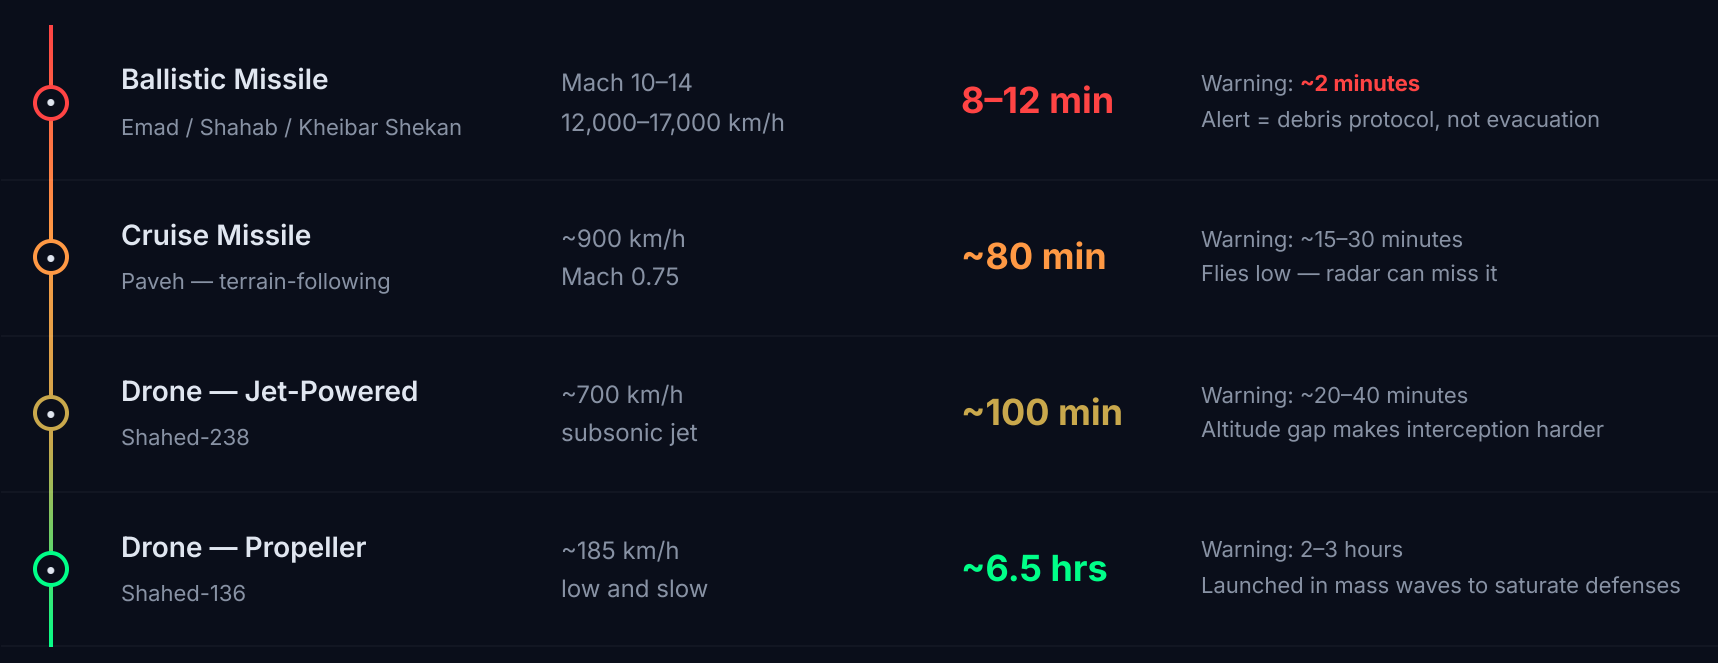 Ballistic Missile
Emad / Shahab / Kheibar Shekan
Mach 10–14
12,000–17,000 km/h
8–12 min
Warning: ~2 minutes
Alert = debris protocol, not evacuation
Cruise Missile
Paveh — terrain-following
~900 km/h
Mach 0.75
~80 min
Warning: ~15–30 minutes
Flies low — radar can miss it
Drone — Jet-Powered
Shahed-238
~700 km/h
subsonic jet
~100 min
Warning: ~20–40 minutes
Altitude gap makes interception harder
Drone — Propeller
Shahed-136
~185 km/h
low and slow
~6.5 hrs
Warning: 2–3 hours
Launched in mass waves to saturate defenses